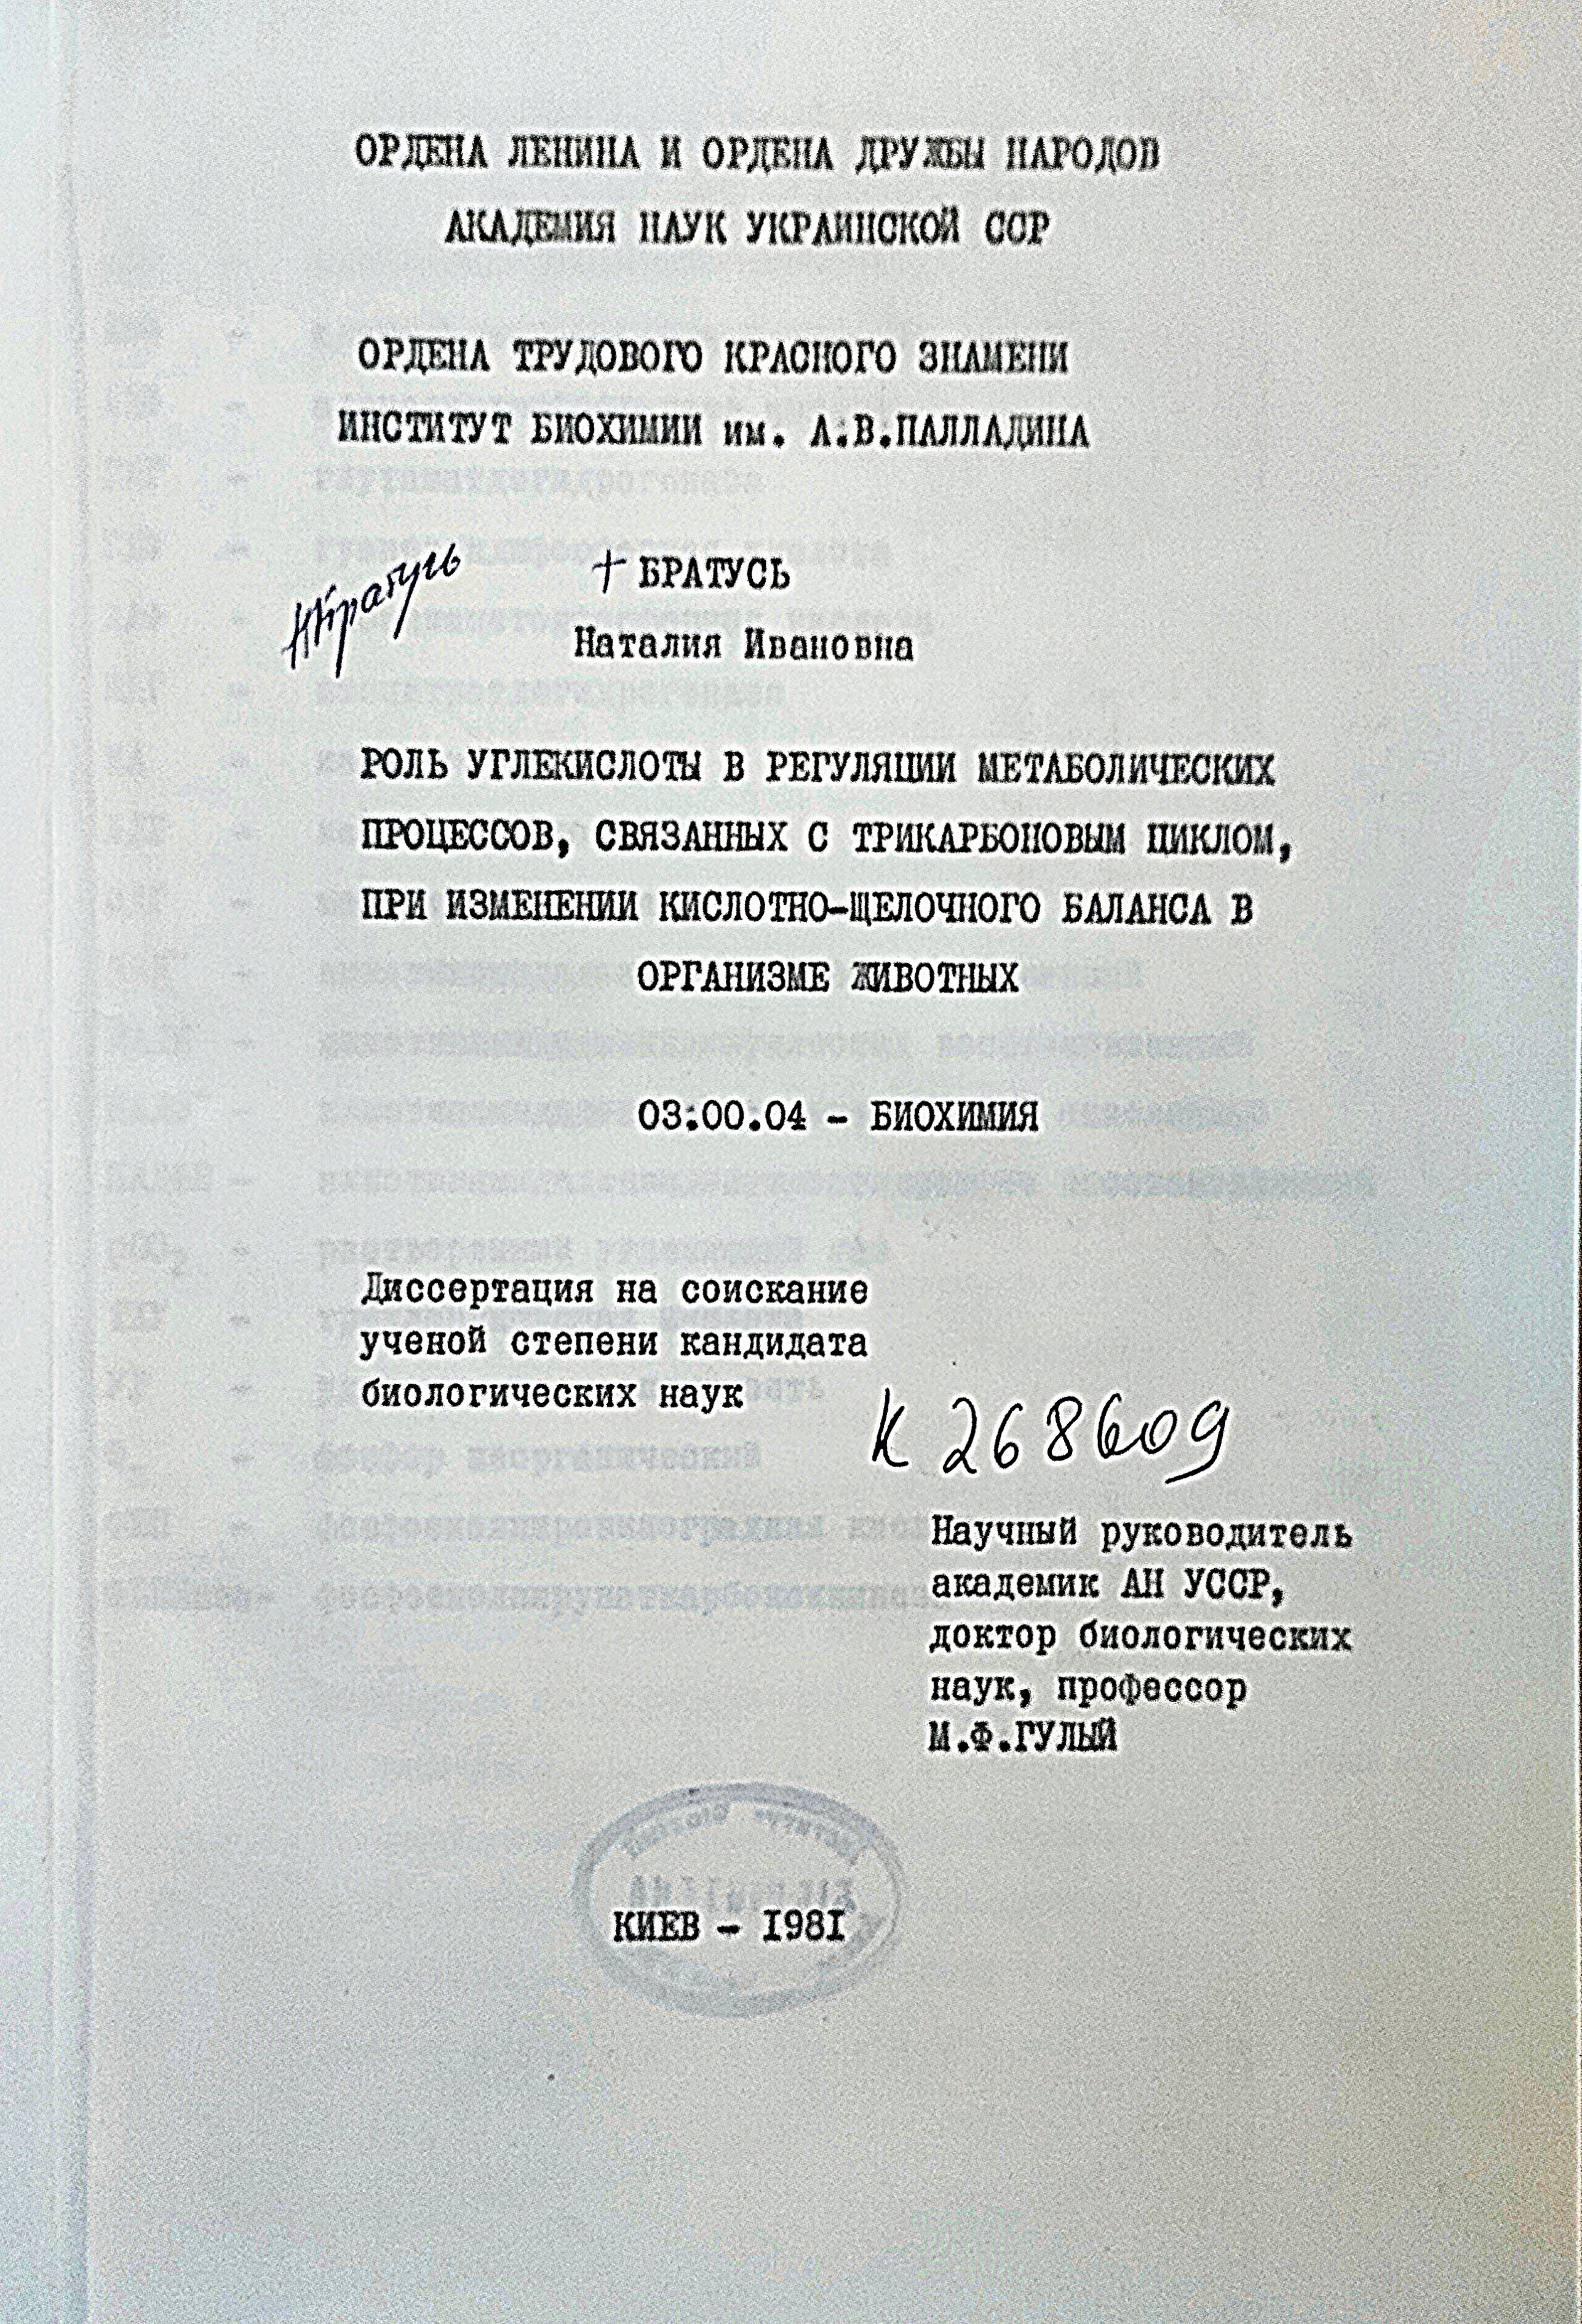 ОРДЕНА ЛЕНИНА И ОРДЕНА ДРУЖБЫ НАРОДОВ
АКАДЕМИЯ НАУК УКРАИНСКОЙ ССР
ОРДЕНА ТРУДОВОГО КРАСНОГО ЗНАМЕНИ
ИНСТИТУТ БИОХИМИИ им. А.В.ПАЛЛАДИНА
НБратусь
+ БРАТУСЬ
Наталия Ивановна
РОЛЬ УГЛЕКИСЛОТЫ В РЕГУЛЯЦИИ МЕТАБОЛИЧЕСКИХ
ПРОЦЕССОВ, СВЯЗАННЫХ С ТРИКАРБОНОВЫМ ЦИКЛОМ,
ПРИ ИЗМЕНЕНИИ КИСЛОТНО-ЩЕЛОЧНОГО БАЛАНСА В
ОРГАНИЗМЕ ЖИВОТНЫХ
03.00.04 - БИОХИМИЯ
Диссертация на соискание
ученой степени кандидата
биологических наук
К 268609
Научный руководитель
академик АН УССР,
доктор биологических
наук, профессор
М.Ф.ГУЛЫЙ
КИЕВ - 1981